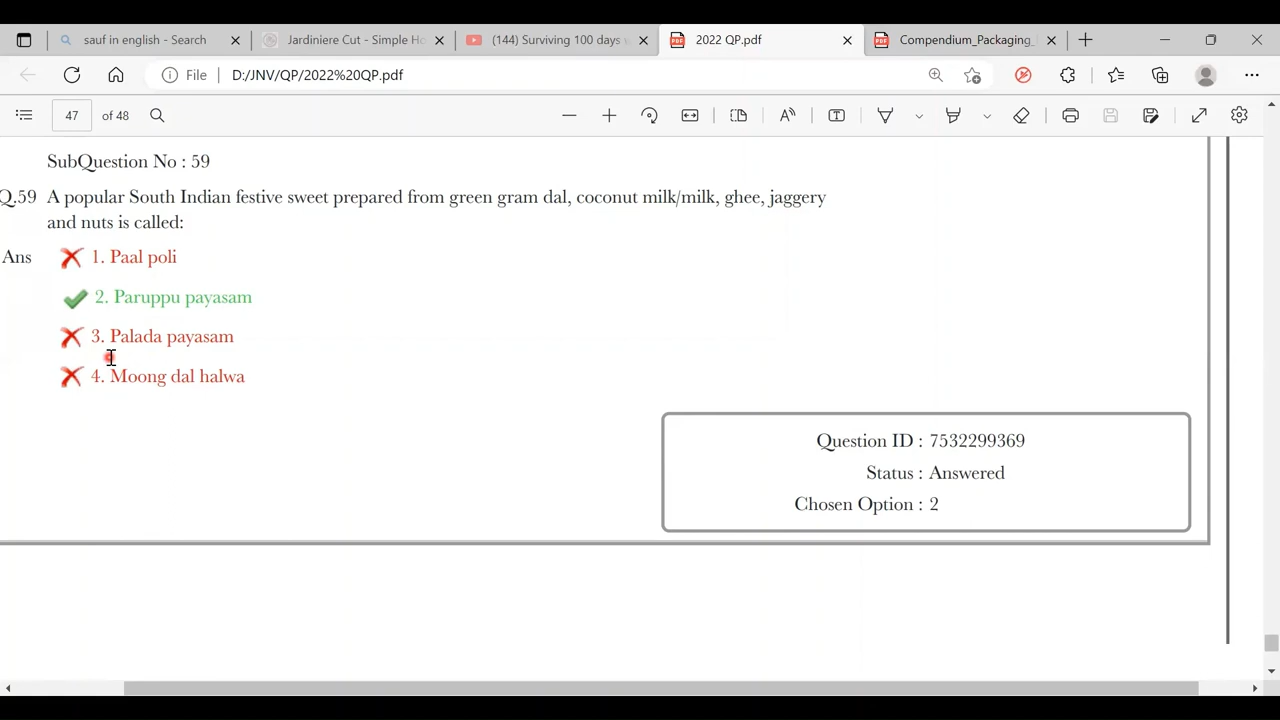 sauf in english - Search
Jardiniere Cut - Simple Ho
(144) Surviving 100 days
2022 QP.pdf
Compendium_Packaging_
File
D:/JNV/QP/2022%20QP.pdf
47 of 48
SubQuestion No : 59
Q.59 A popular South Indian festive sweet prepared from green gram dal, coconut milk/milk, ghee, jaggery
and nuts is called:
Ans 1. Paal poli
2. Paruppu payasam
3. Palada payasam
4. Moong dal halwa
Question ID : 7532299369
Status : Answered
Chosen Option : 2